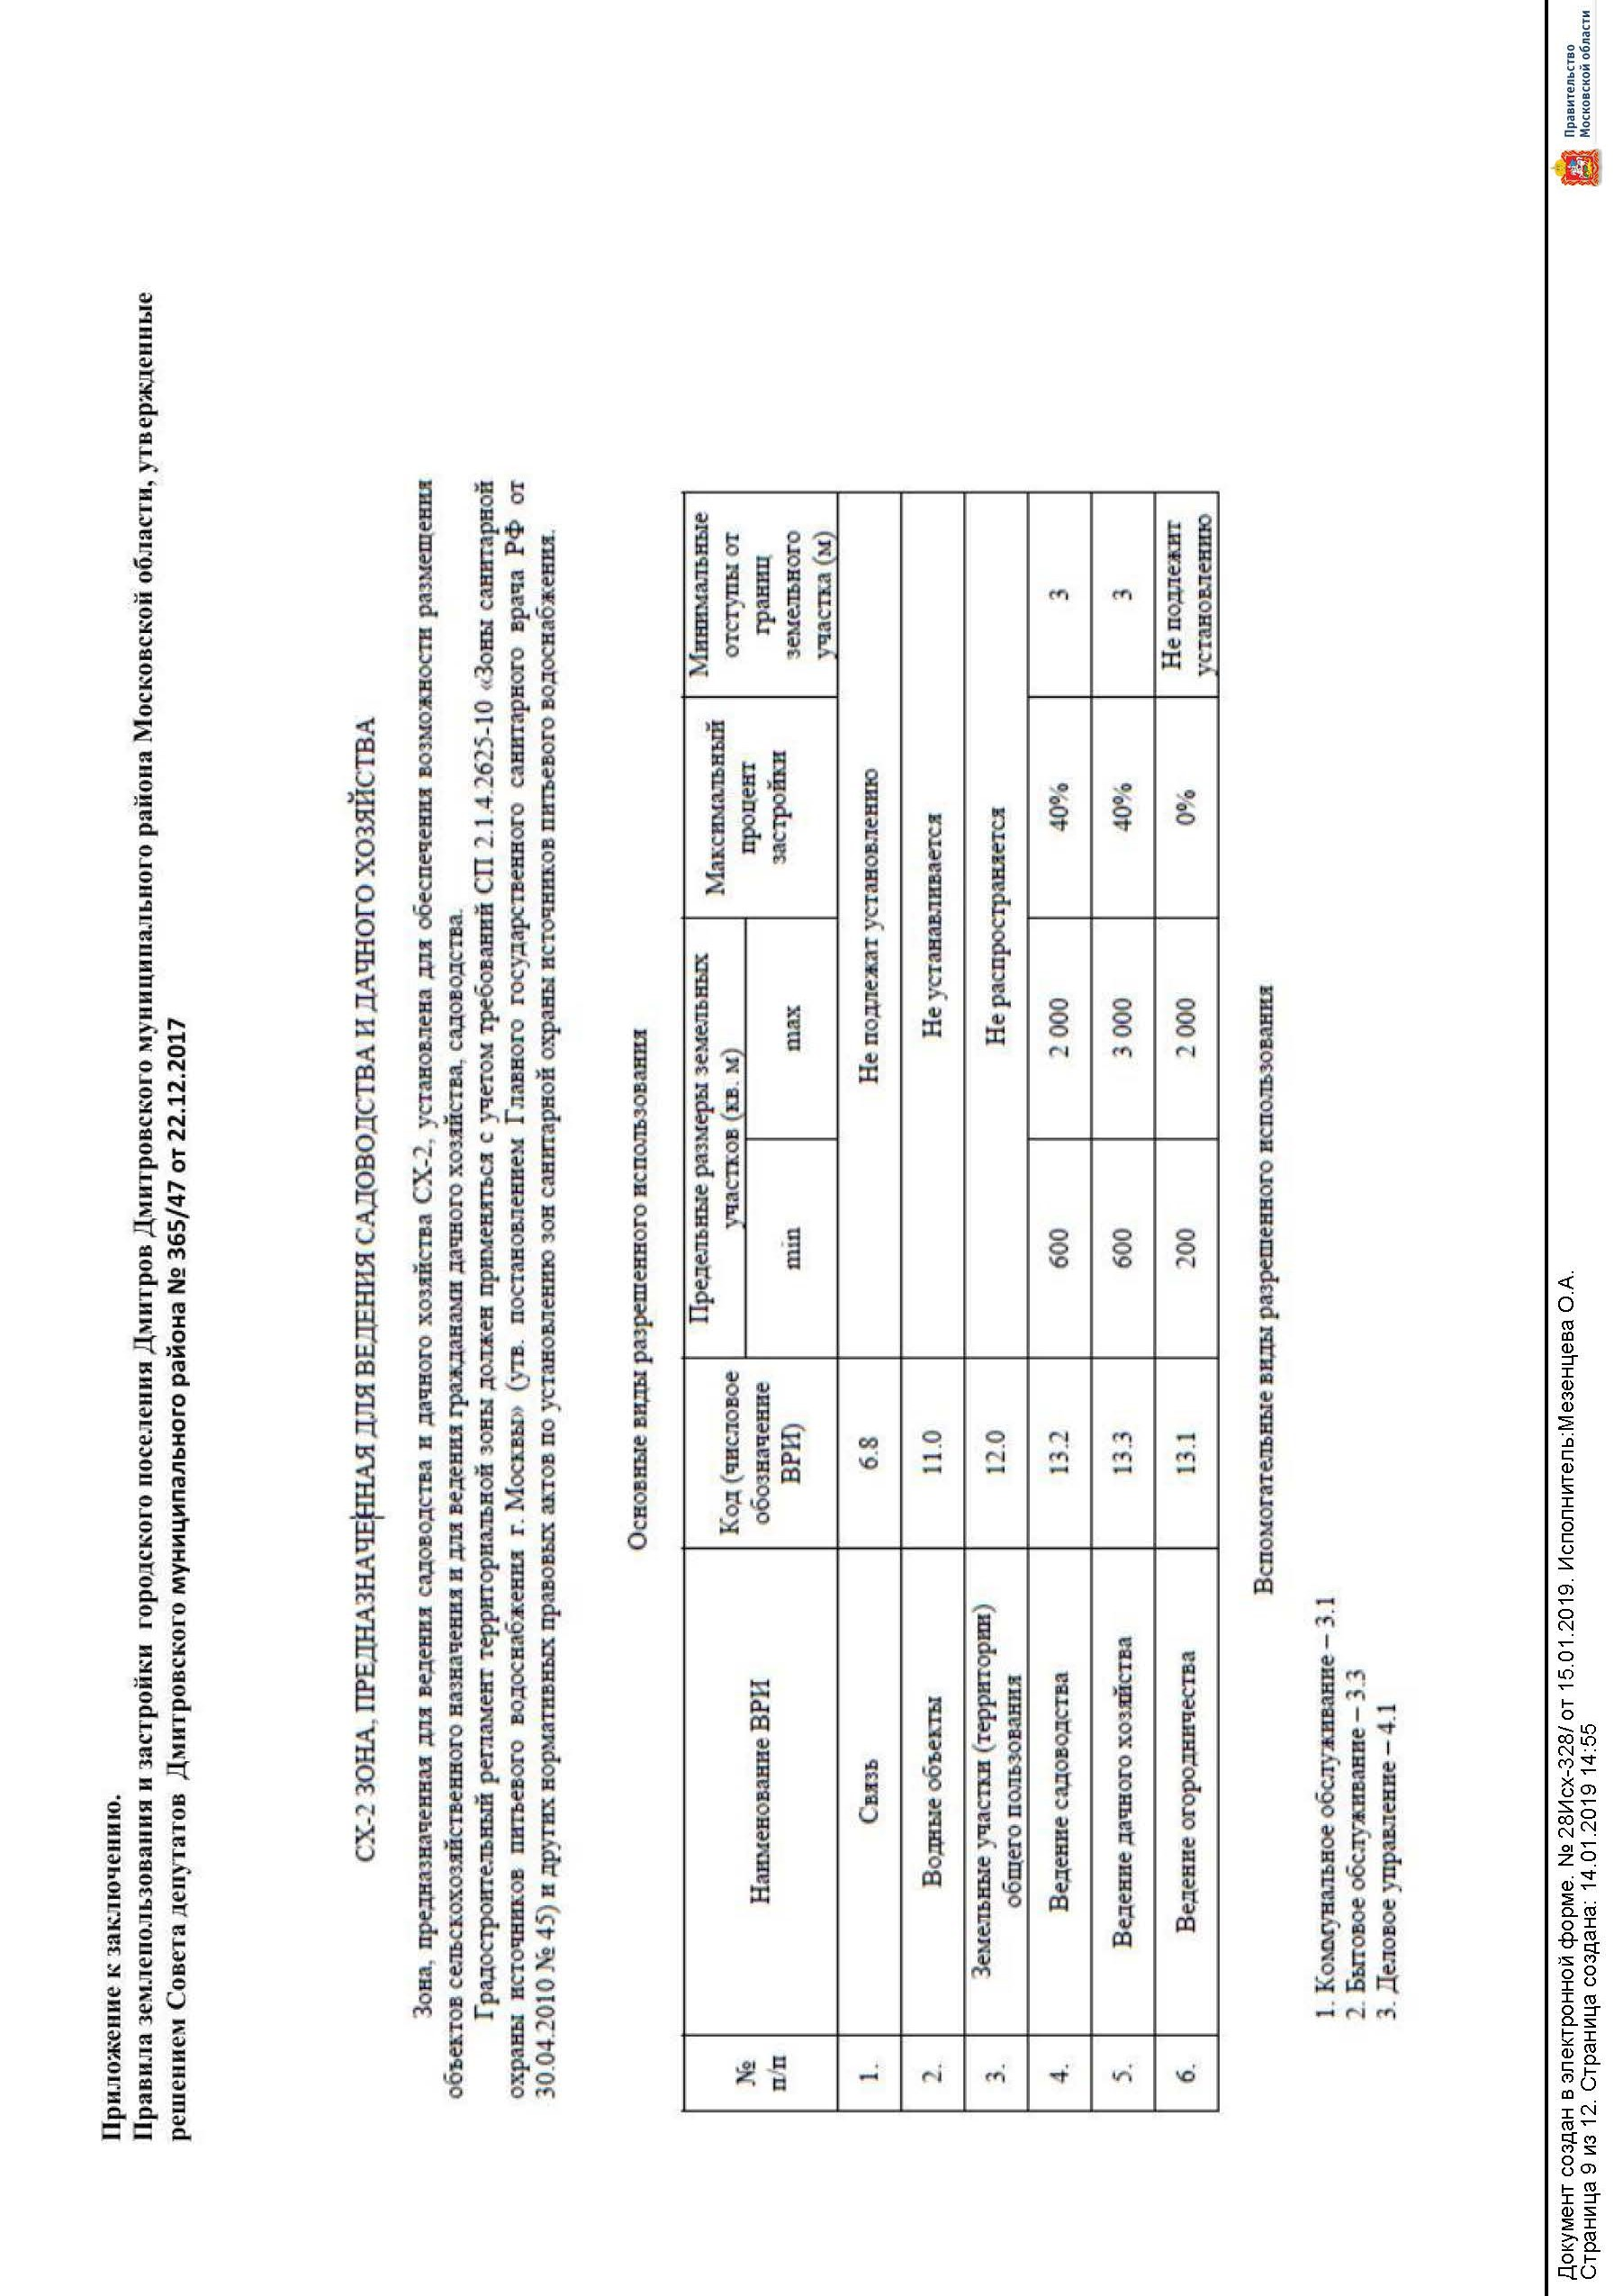 Приложение к заключению.
Правила землепользования и застройки городского поселения Дмитров Дмитровского муниципального района Московской области, утвержденные
решением Совета депутатов Дмитровского муниципального района № 365/47 от 22.12.2017
СХ-2 ЗОНА, ПРЕДНАЗНАЧЕННАЯ ДЛЯ ВЕДЕНИЯ САДОВОДСТВА И ДАЧНОГО ХОЗЯЙСТВА
Зона, предназначенная для ведения садоводства и дачного хозяйства СХ-2, установлена для обеспечения возможности размещения
объектов сельскохозяйственного назначения и для ведения гражданами дачного хозяйства, садоводства.
Градостроительный регламент территориальной зоны должен применяться с учетом требований СП 2.1.4.2625-10 «Зоны санитарной
охраны источников питьевого водоснабжения г. Москвы» (утв. постановлением Главного государственного санитарного врача РФ от
30.04.2010 № 45) и других нормативных правовых актов по установлению зон санитарной охраны источников питьевого водоснабжения.
Основные виды разрешенного использования
№
п/п
Наименование ВРИ
Код (числовое
обозначение
ВРИ)
Предельные размеры земельных
участков (кв. м)
min
max
Максимальный
процент
застройки
Минимальные
отступы от
границ
земельного
участка (м)
1. Связь 6.8 Не подлежат установлению
2. Водные объекты 11.0 Не устанавливается
3. Земельные участки (территории)
общего пользования 12.0 Не распространяется
4. Ведение садоводства 13.2 600 2 000 40% 3
5. Ведение дачного хозяйства 13.3 600 3 000 40% 3
6. Ведение огородничества 13.1 200 2 000 0% Не подлежит
установлению
Вспомогательные виды разрешенного использования
1. Коммунальное обслуживание – 3.1
2. Бытовое обслуживание – 3.3
3. Деловое управление – 4.1
Документ создан в электронной форме. № 28Исх-328/ от 15.01.2019. Исполнитель:Мезенцева О.А.
Страница 9 из 12. Страница создана: 14.01.2019 14:55
Правительство
Московской области